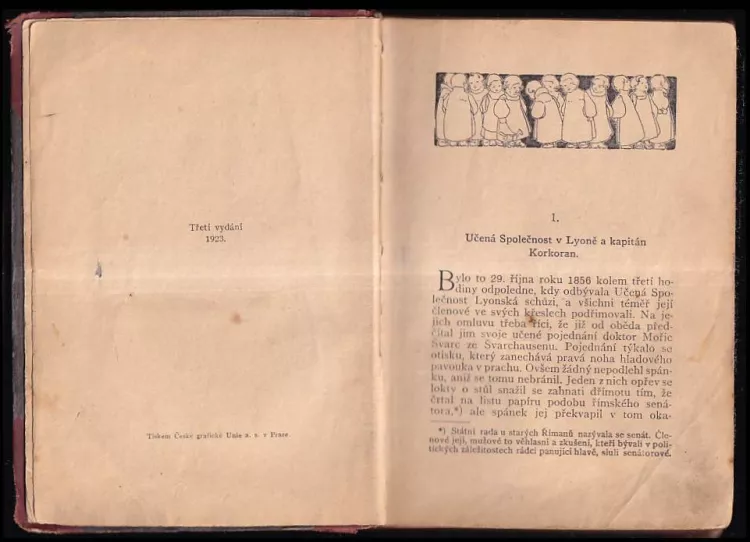 Třetí vydání
1923.
Tiskem České grafické Unie a. s. v Praze.
1.
Učená Společnost v Lyoně a kapitán
Korkoran.
Bylo to 29. října roku 1856 kolem třetí ho-
diny odpoledne, kdy odbývala Učená Spo-
lečnost Lyonská schůzi, a všichni téměř její
členové ve svých křeslech podřimovali. Na je-
jich omluvu třeba říci, že již od oběda před-
čítal jim svoje učené pojednání doktor Mořic
Švarc ze Švarchausenu. Pojednání týkalo se
otisku, který zanechává pravá noha hladového
pavouka v prachu. Ovšem žádný nepodlehl spán-
ku, aniž se tomu nebránil. Jeden z nich opřev se
lokty o stůl snažil se zahnati dřímotu tím, že
črtal na listu papíru podobu římského sená-
tora,*) ale spánek jej překvapil v tom oka-
*) Státní rada u starých Římanů nazývala se senát. Čle-
nové její, mužové to věhlasní a zkušení, kteří bývali v poli-
tických záležitostech rádci panující hlavě, sluli senátorové.